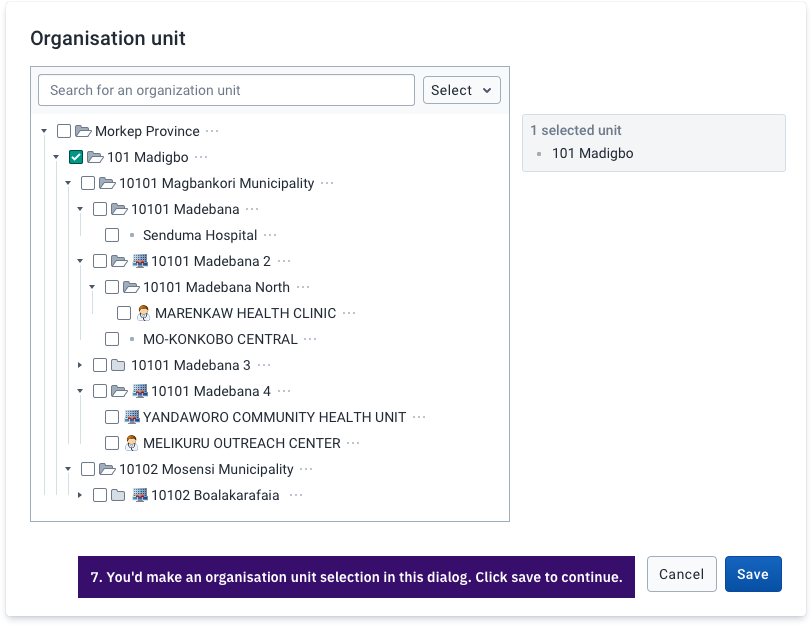 Organisation unit
Search for an organization unit
Select
Morkep Province ···
1 selected unit
101 Madigbo ···
101 Madigbo
10101 Magbankori Municipality ···
10101 Madebana ···
Senduma Hospital ···
10101 Madebana 2 ···
10101 Madebana North ···
MARENKAW HEALTH CLINIC ···
MO-KONKOBO CENTRAL ···
10101 Madebana 3 ···
10101 Madebana 4 ···
YANDAWORO COMMUNITY HEALTH UNIT ···
MELIKURU OUTREACH CENTER ···
10102 Mosensi Municipality ···
10102 Boalakarafaia ···
7. You'd make an organisation unit selection in this dialog. Click save to continue.
Cancel
Save